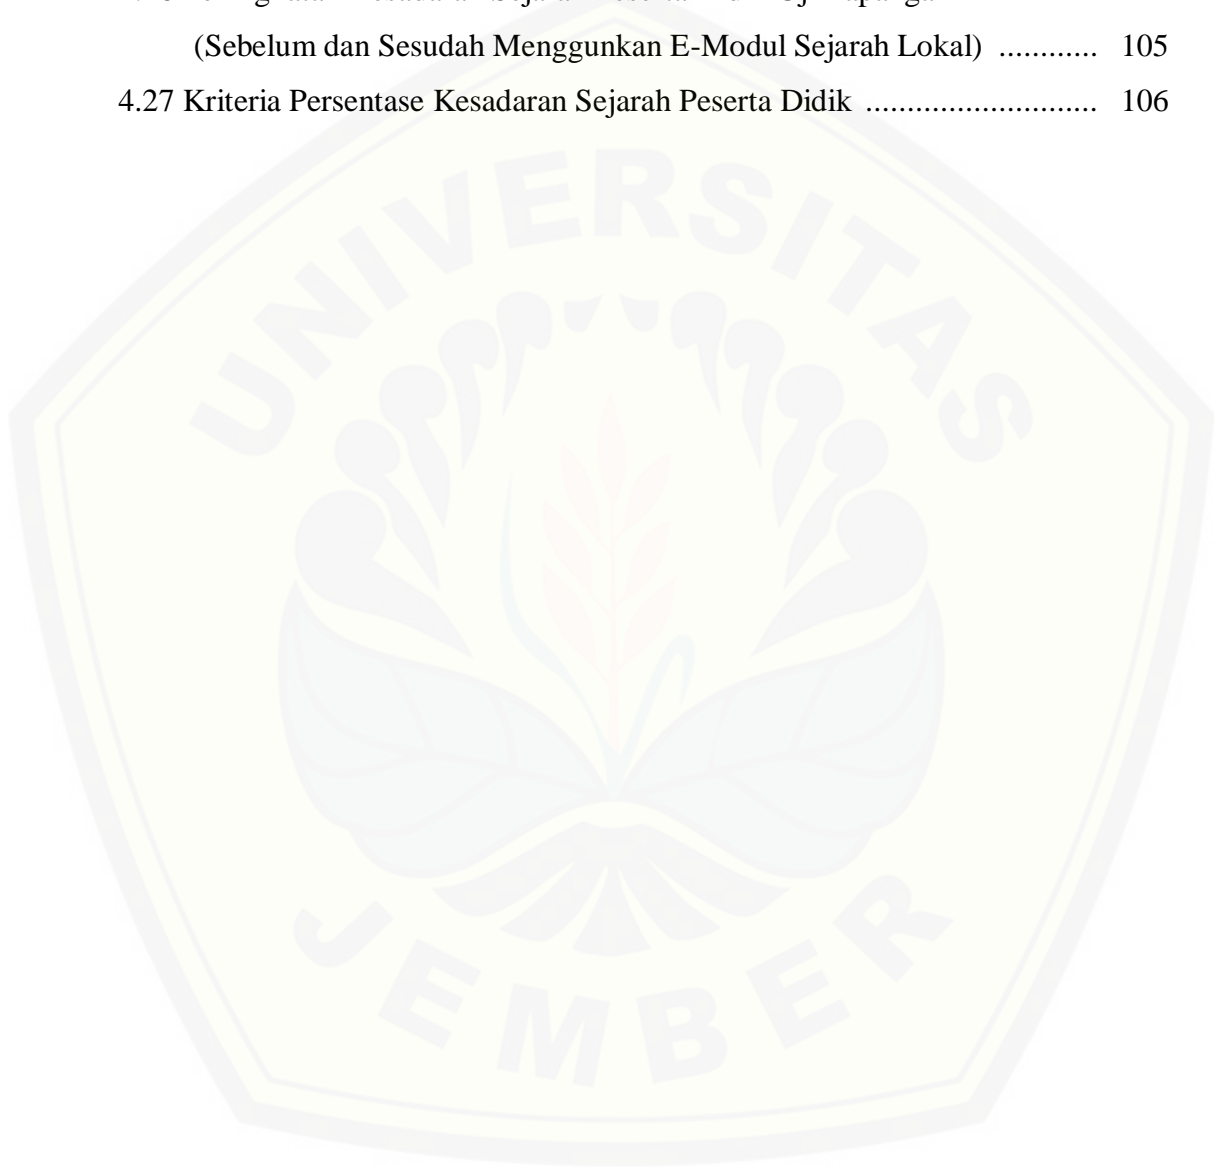 (Sebelum dan Sesudah Menggunkan E-Modul Sejarah Lokal) ............ 105
4.27 Kriteria Persentase Kesadaran Sejarah Peserta Didik ............................ 106
UNIVERSITAS
JEMBER